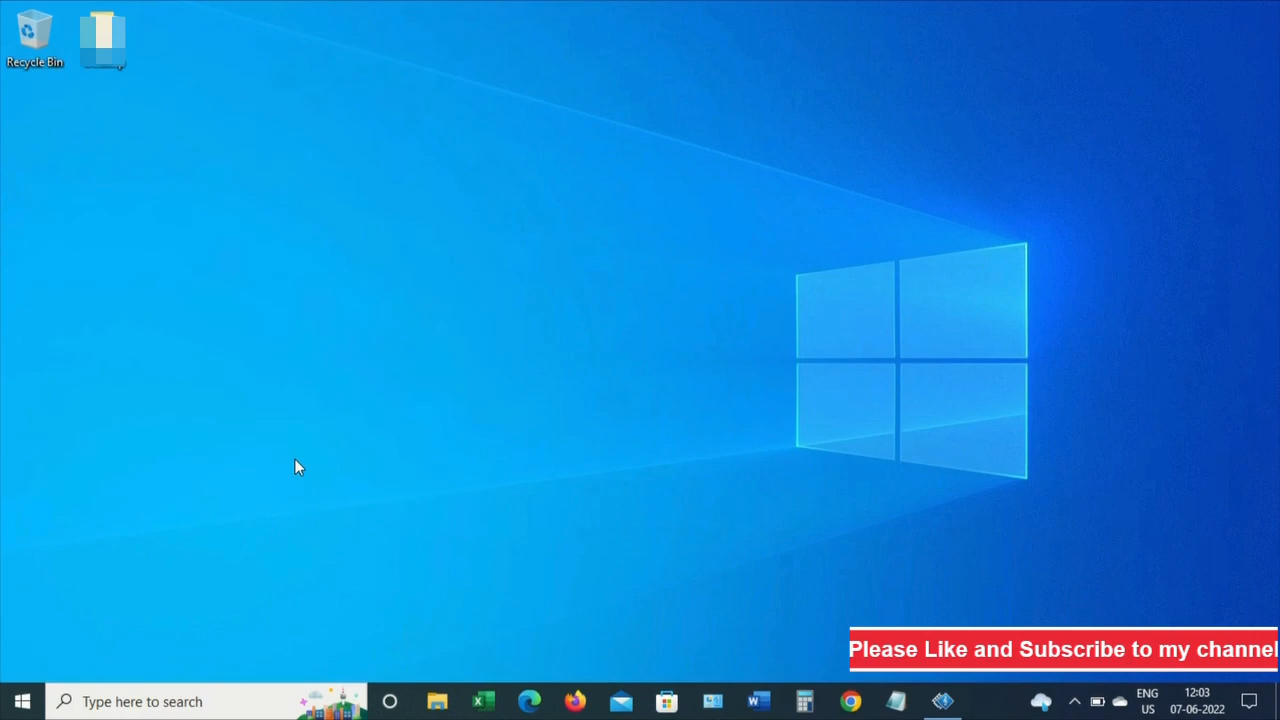 Recycle Bin
Please Like and Subscribe to my channel
Type here to search
ENG
US
12:03
07-06-2022